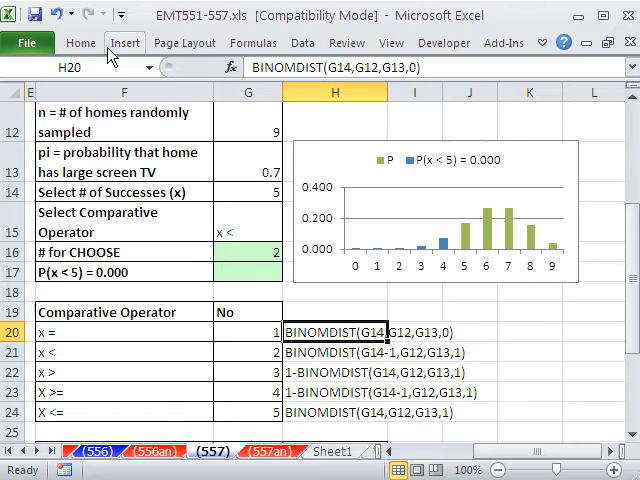 EMT551-557.xls [Compatibility Mode] - Microsoft Excel
File Home Insert Page Layout Formulas Data Review View Developer Add-Ins
H20 fx BINOMDIST(G14,G12,G13,0)
E F G H I J K L
n = # of homes randomly
12 sampled 9
pi = probability that home
13 has large screen TV 0.7
14 Select # of Successes (x) 5
Select Comparative
15 Operator x <
16 # for CHOOSE 2
17 P(x < 5) = 0.000
P P(x < 5) = 0.000
0.400
0.200
0.000
0 1 2 3 4 5 6 7 8 9
18
19 Comparative Operator No
20 x = 1 BINOMDIST(G14,G12,G13,0)
21 x < 2 BINOMDIST(G14-1,G12,G13,1)
22 x > 3 1-BINOMDIST(G14,G12,G13,1)
23 X >= 4 1-BINOMDIST(G14-1,G12,G13,1)
24 X <= 5 BINOMDIST(G14,G12,G13,1)
25
(556) (556an) (557) (557an) Sheet1
Ready 100%